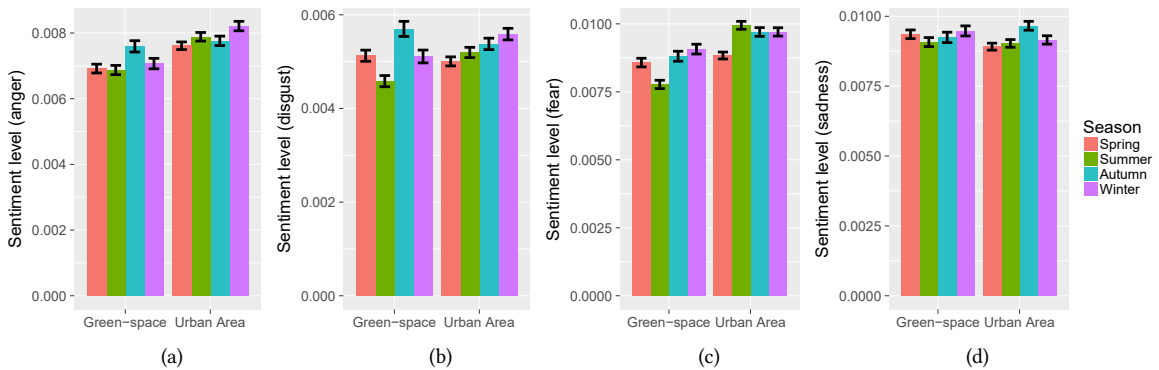 Sentiment level (anger)
0.008
0.006
0.004
0.002
0.000
Green−space
Urban Area
(a)
Sentiment level (disgust)
0.006
0.004
0.002
0.000
Green−space
Urban Area
(b)
Sentiment level (fear)
0.0100
0.0075
0.0050
0.0025
0.0000
Green−space
Urban Area
(c)
Sentiment level (sadness)
0.0100
0.0075
0.0050
0.0025
0.0000
Green−space
Urban Area
(d)
Season
Spring
Summer
Autumn
Winter